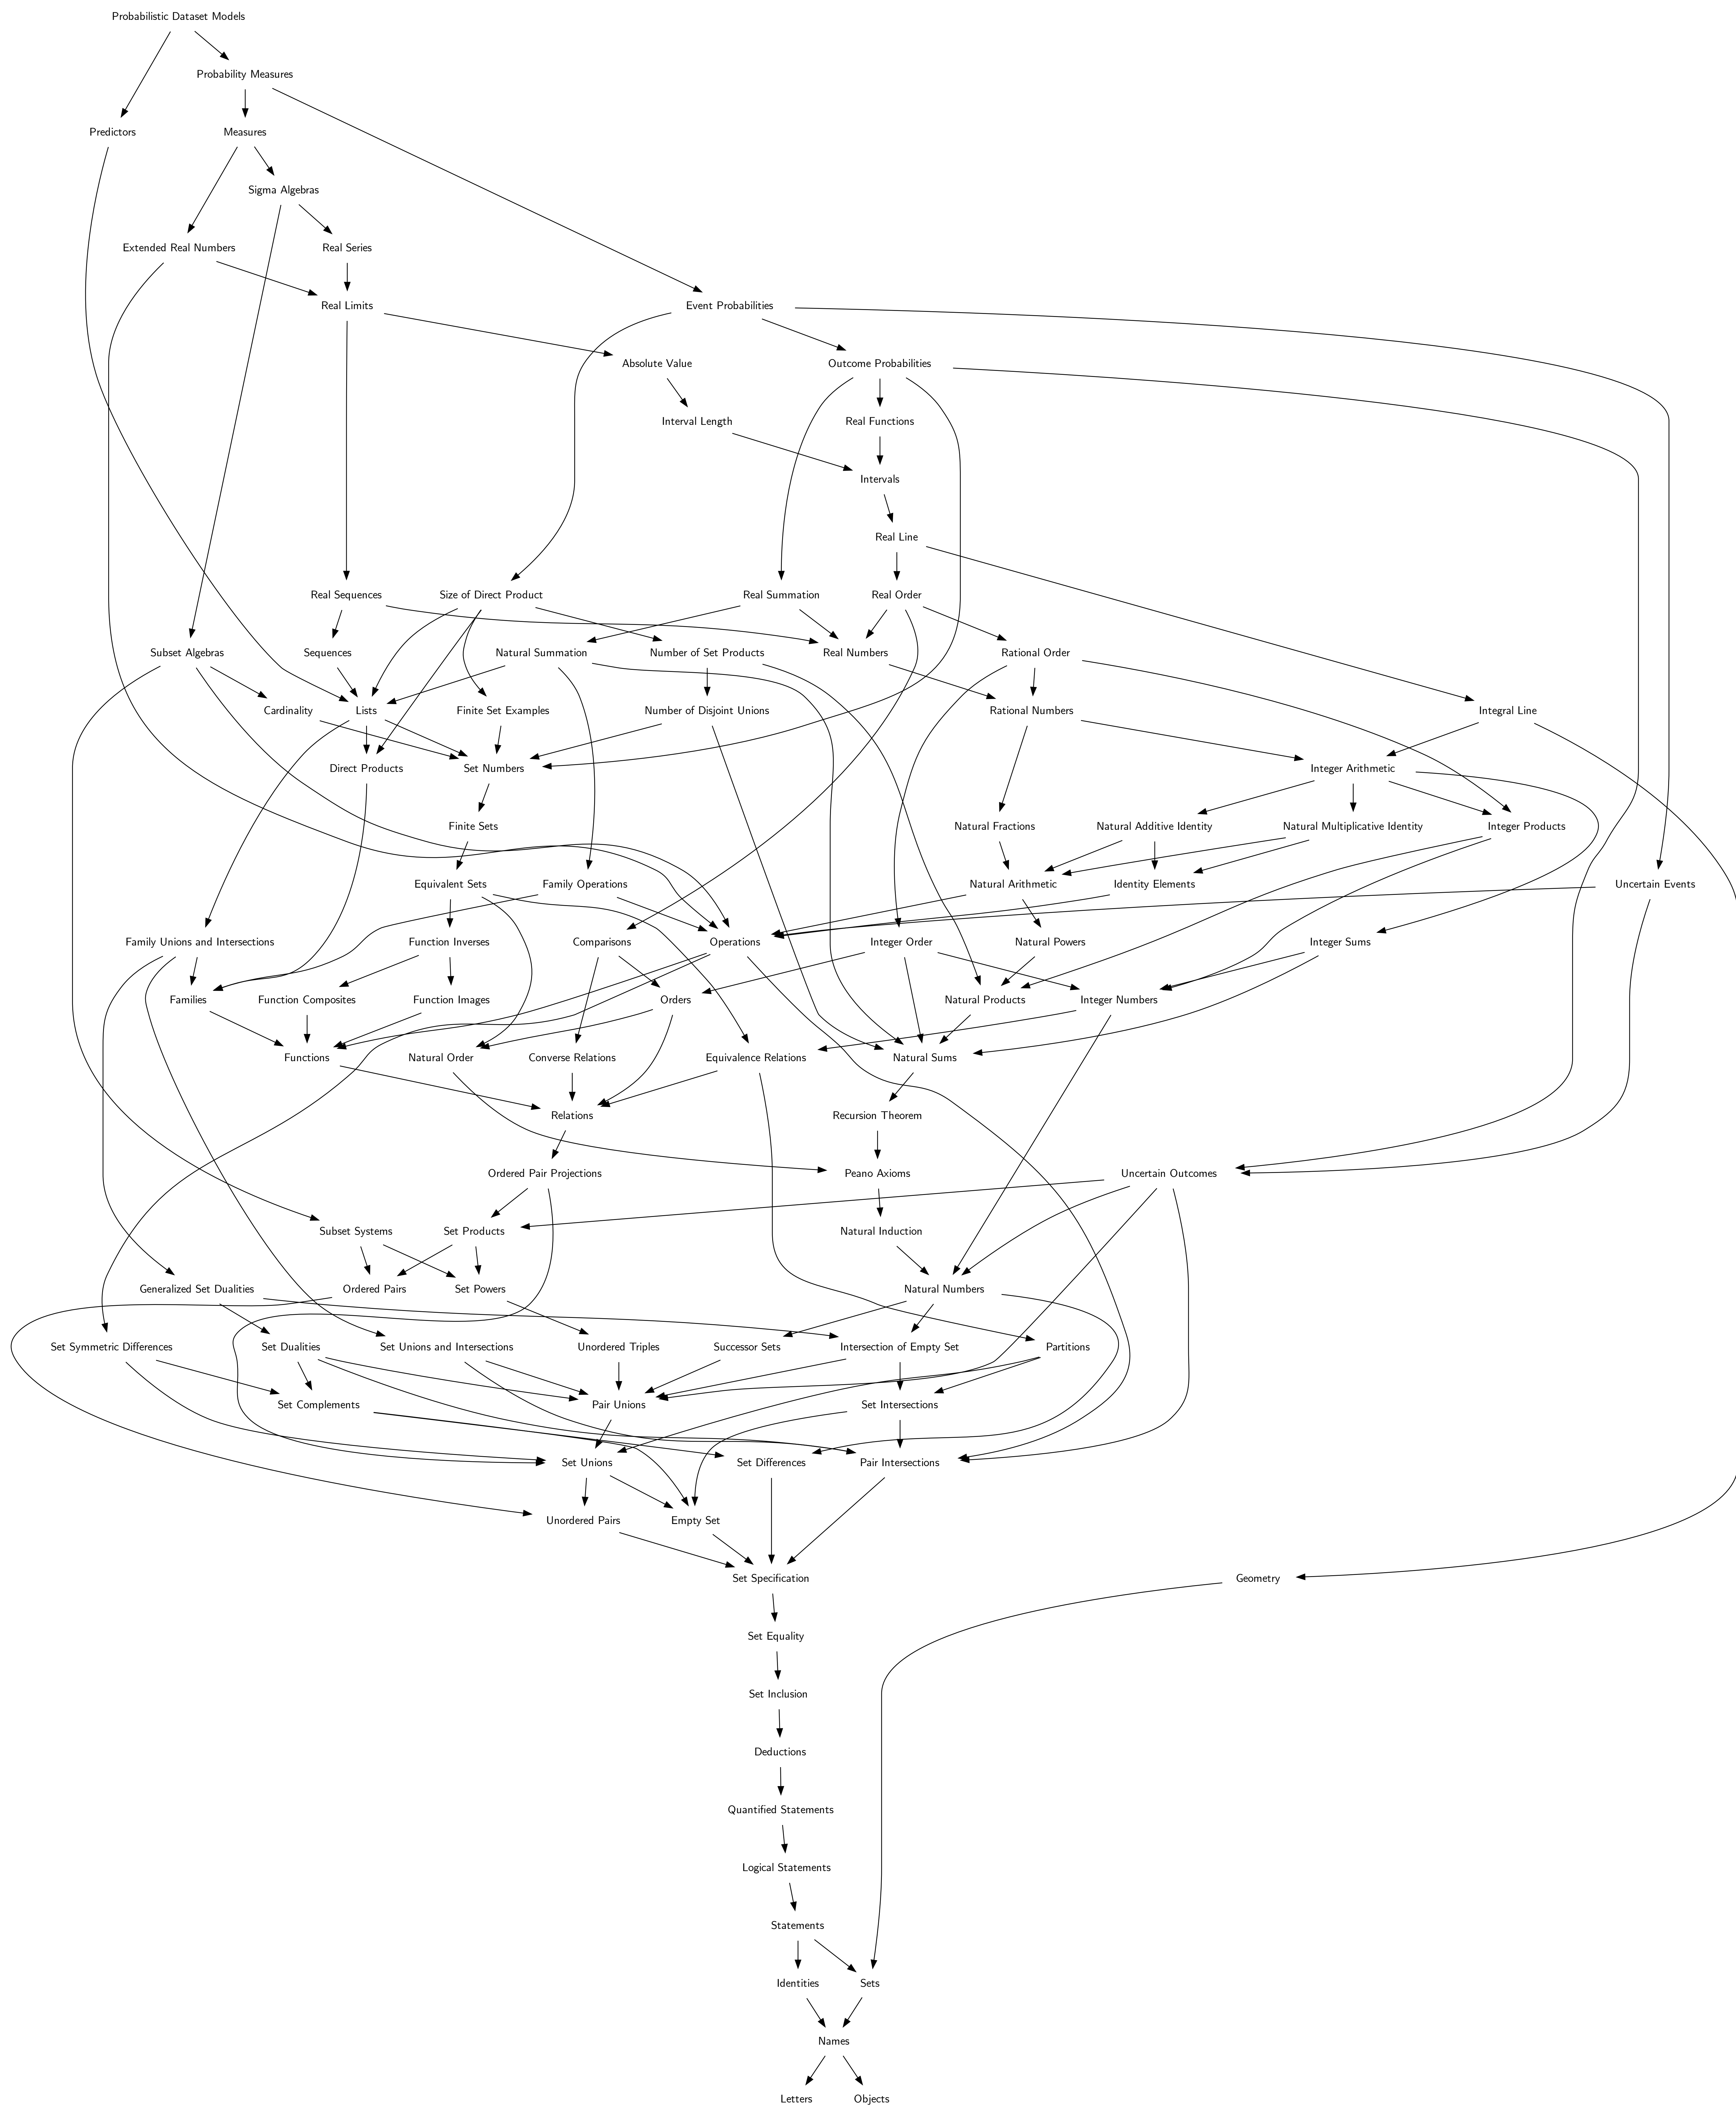 Probabilistic Dataset Models
Probability Measures
Predictors
Measures
Sigma Algebras
Extended Real Numbers
Real Series
Real Limits
Event Probabilities
Absolute Value
Outcome Probabilities
Interval Length
Real Functions
Intervals
Real Line
Real Sequences
Size of Direct Product
Real Summation
Real Order
Subset Algebras
Sequences
Natural Summation
Number of Set Products
Real Numbers
Rational Order
Cardinality
Lists
Finite Set Examples
Number of Disjoint Unions
Rational Numbers
Integral Line
Direct Products
Set Numbers
Integer Arithmetic
Finite Sets
Natural Fractions
Natural Additive Identity
Natural Multiplicative Identity
Integer Products
Equivalent Sets
Family Operations
Natural Arithmetic
Identity Elements
Uncertain Events
Family Unions and Intersections
Function Inverses
Comparisons
Operations
Integer Order
Natural Powers
Integer Sums
Families
Function Composites
Function Images
Orders
Natural Products
Integer Numbers
Functions
Natural Order
Converse Relations
Equivalence Relations
Natural Sums
Relations
Recursion Theorem
Ordered Pair Projections
Peano Axioms
Uncertain Outcomes
Subset Systems
Set Products
Natural Induction
Generalized Set Dualities
Ordered Pairs
Set Powers
Natural Numbers
Set Symmetric Differences
Set Dualities
Set Unions and Intersections
Unordered Triples
Successor Sets
Intersection of Empty Set
Partitions
Set Complements
Pair Unions
Set Intersections
Set Unions
Set Differences
Pair Intersections
Unordered Pairs
Empty Set
Set Specification
Geometry
Set Equality
Set Inclusion
Deductions
Quantified Statements
Logical Statements
Statements
Identities
Sets
Names
Letters
Objects